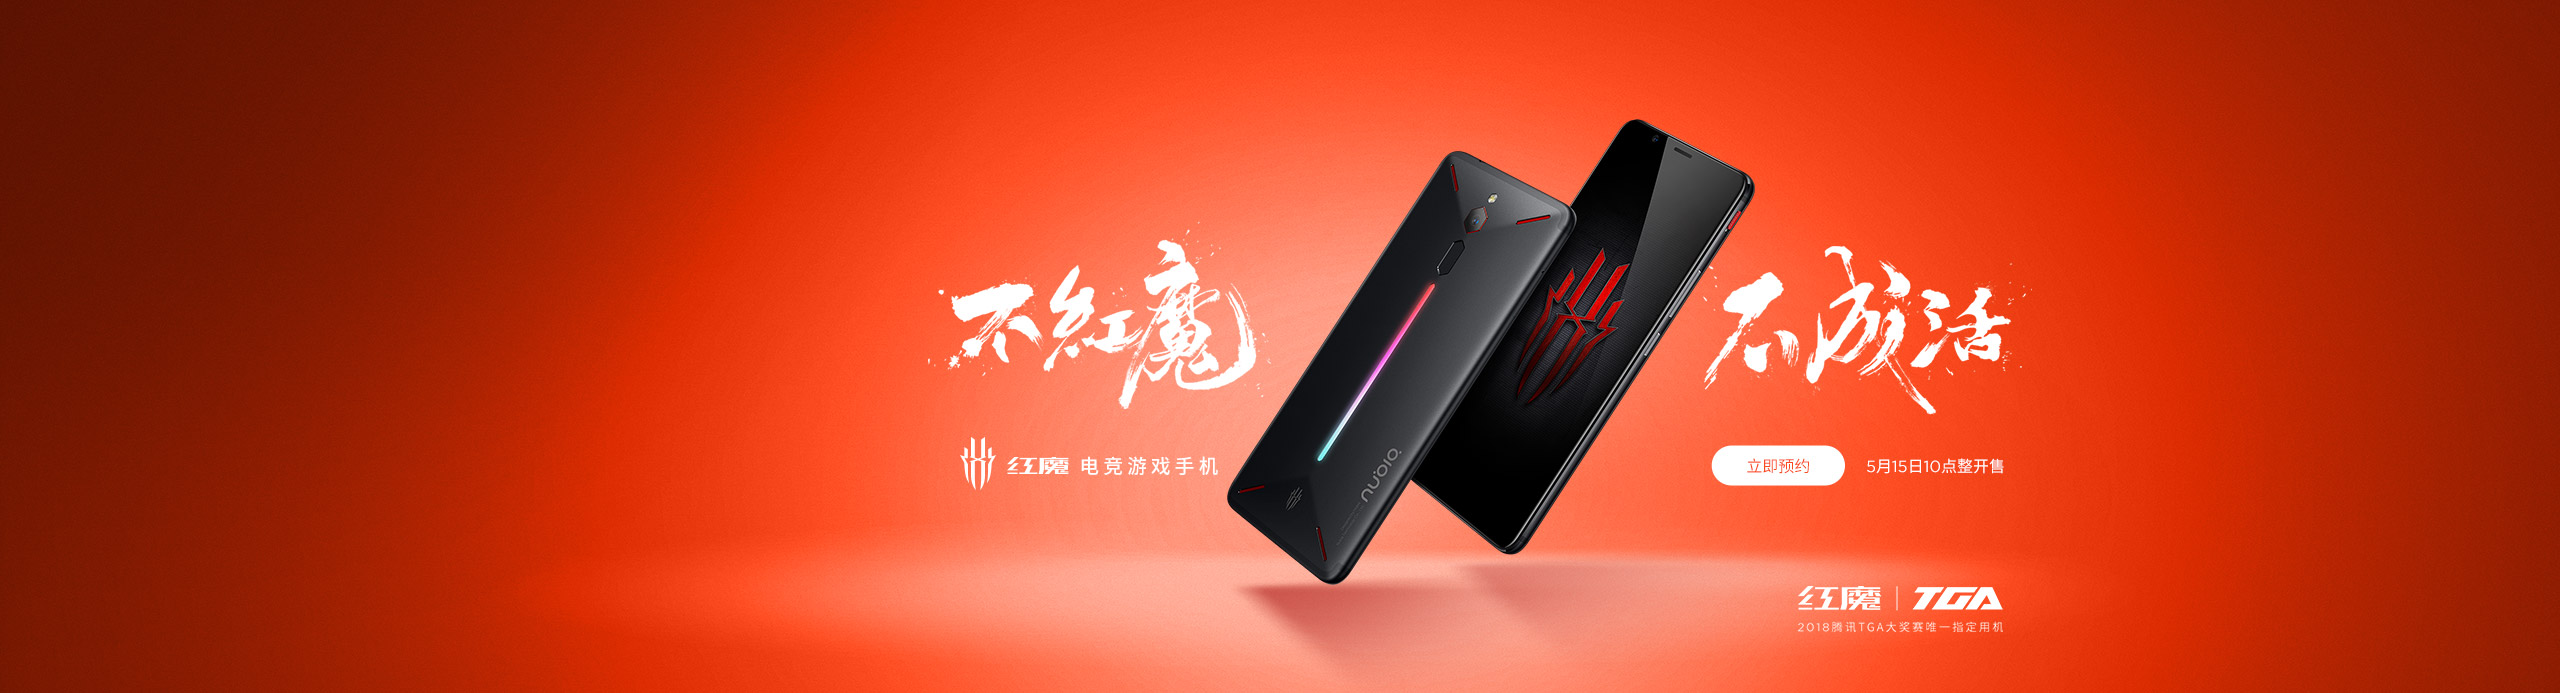 不紅魔
不成活
红魔 电竞游戏手机
立即预约 5月15日10点整开售
nubia
红魔 | TGA
2018腾讯TGA大奖赛唯一指定用机